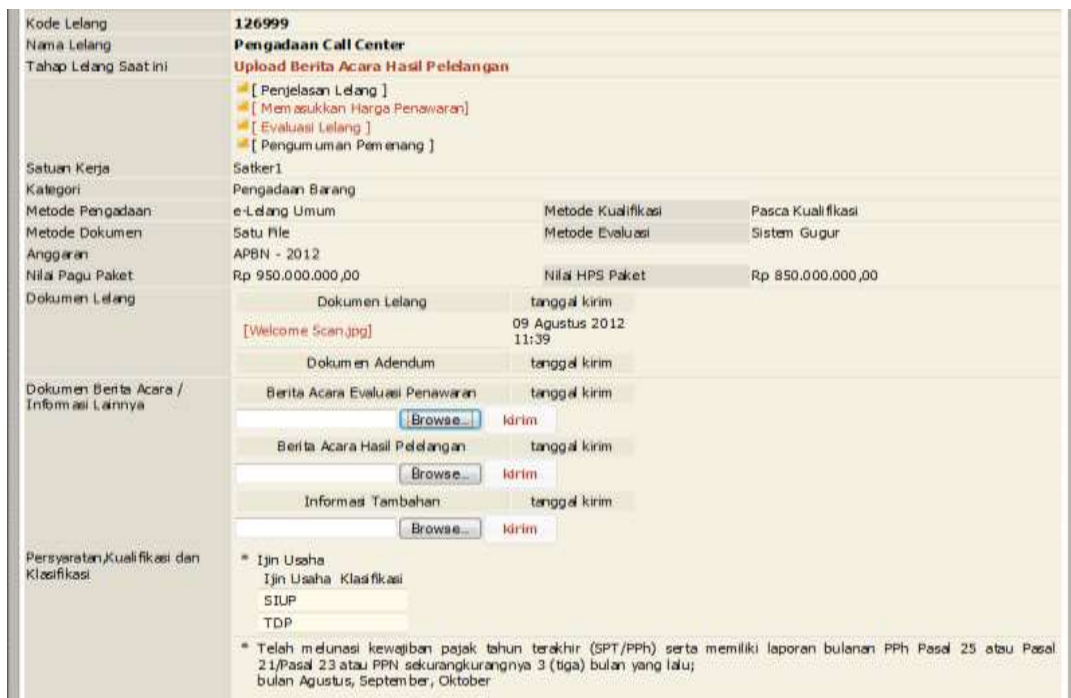 Kode Lelang 126999
Nama Lelang Pengadaan Call Center
Tahap Lelang Saat ini Upload Berita Acara Hasil Pelelangan
[ Penjelasan Lelang ]
[ Memasukkan Harga Penawaran]
[ Evaluasi Lelang ]
[ Pengumuman Pemenang ]
Satuan Kerja Satker1
Kategori Pengadaan Barang
Metode Pengadaan e-Lelang Umum Metode Kualifikasi Pasca Kualifikasi
Metode Dokumen Satu File Metode Evaluasi Sistem Gugur
Anggaran APBN - 2012
Nilai Pagu Paket Rp 950.000.000,00 Nilai HPS Paket Rp 850.000.000,00
Dokumen Lelang Dokumen Lelang tanggal kirim
[Welcome Scan.jpg] 09 Agustus 2012
11:39
Dokumen Adendum tanggal kirim
Dokumen Berita Acara / Berita Acara Evaluasi Penawaran tanggal kirim
Informasi Lainnya
Browse... kirim
Berita Acara Hasil Pelelangan tanggal kirim
Browse... kirim
Informasi Tambahan tanggal kirim
Browse... kirim
Persyaratan,Kualifikasi dan * Ijin Usaha
Klasifikasi Ijin Usaha Klasifikasi
SIUP
TDP
* Telah melunasi kewajiban pajak tahun terakhir (SPT/PPh) serta memiliki laporan bulanan PPh Pasal 25 atau Pasal
21/Pasal 23 atau PPN sekurangkurangnya 3 (tiga) bulan yang lalu;
bulan Agustus, September, Oktober